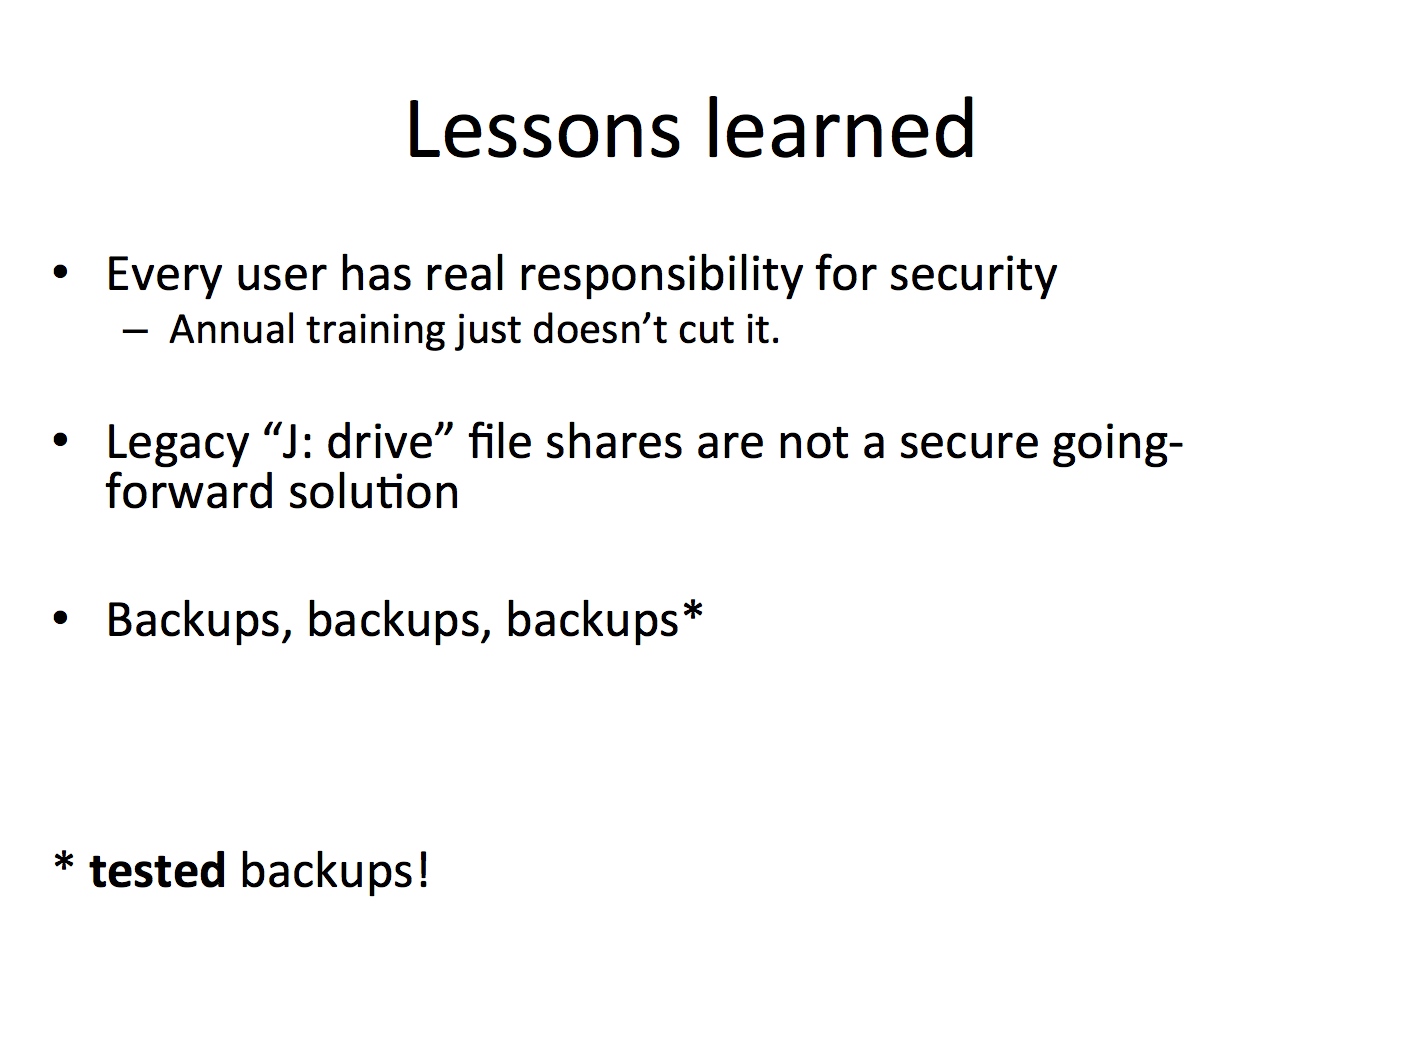 Lessons learned
• Every user has real responsibility for security
– Annual training just doesn’t cut it.
• Legacy “J: drive” file shares are not a secure going-
forward solution
• Backups, backups, backups*
* tested backups!